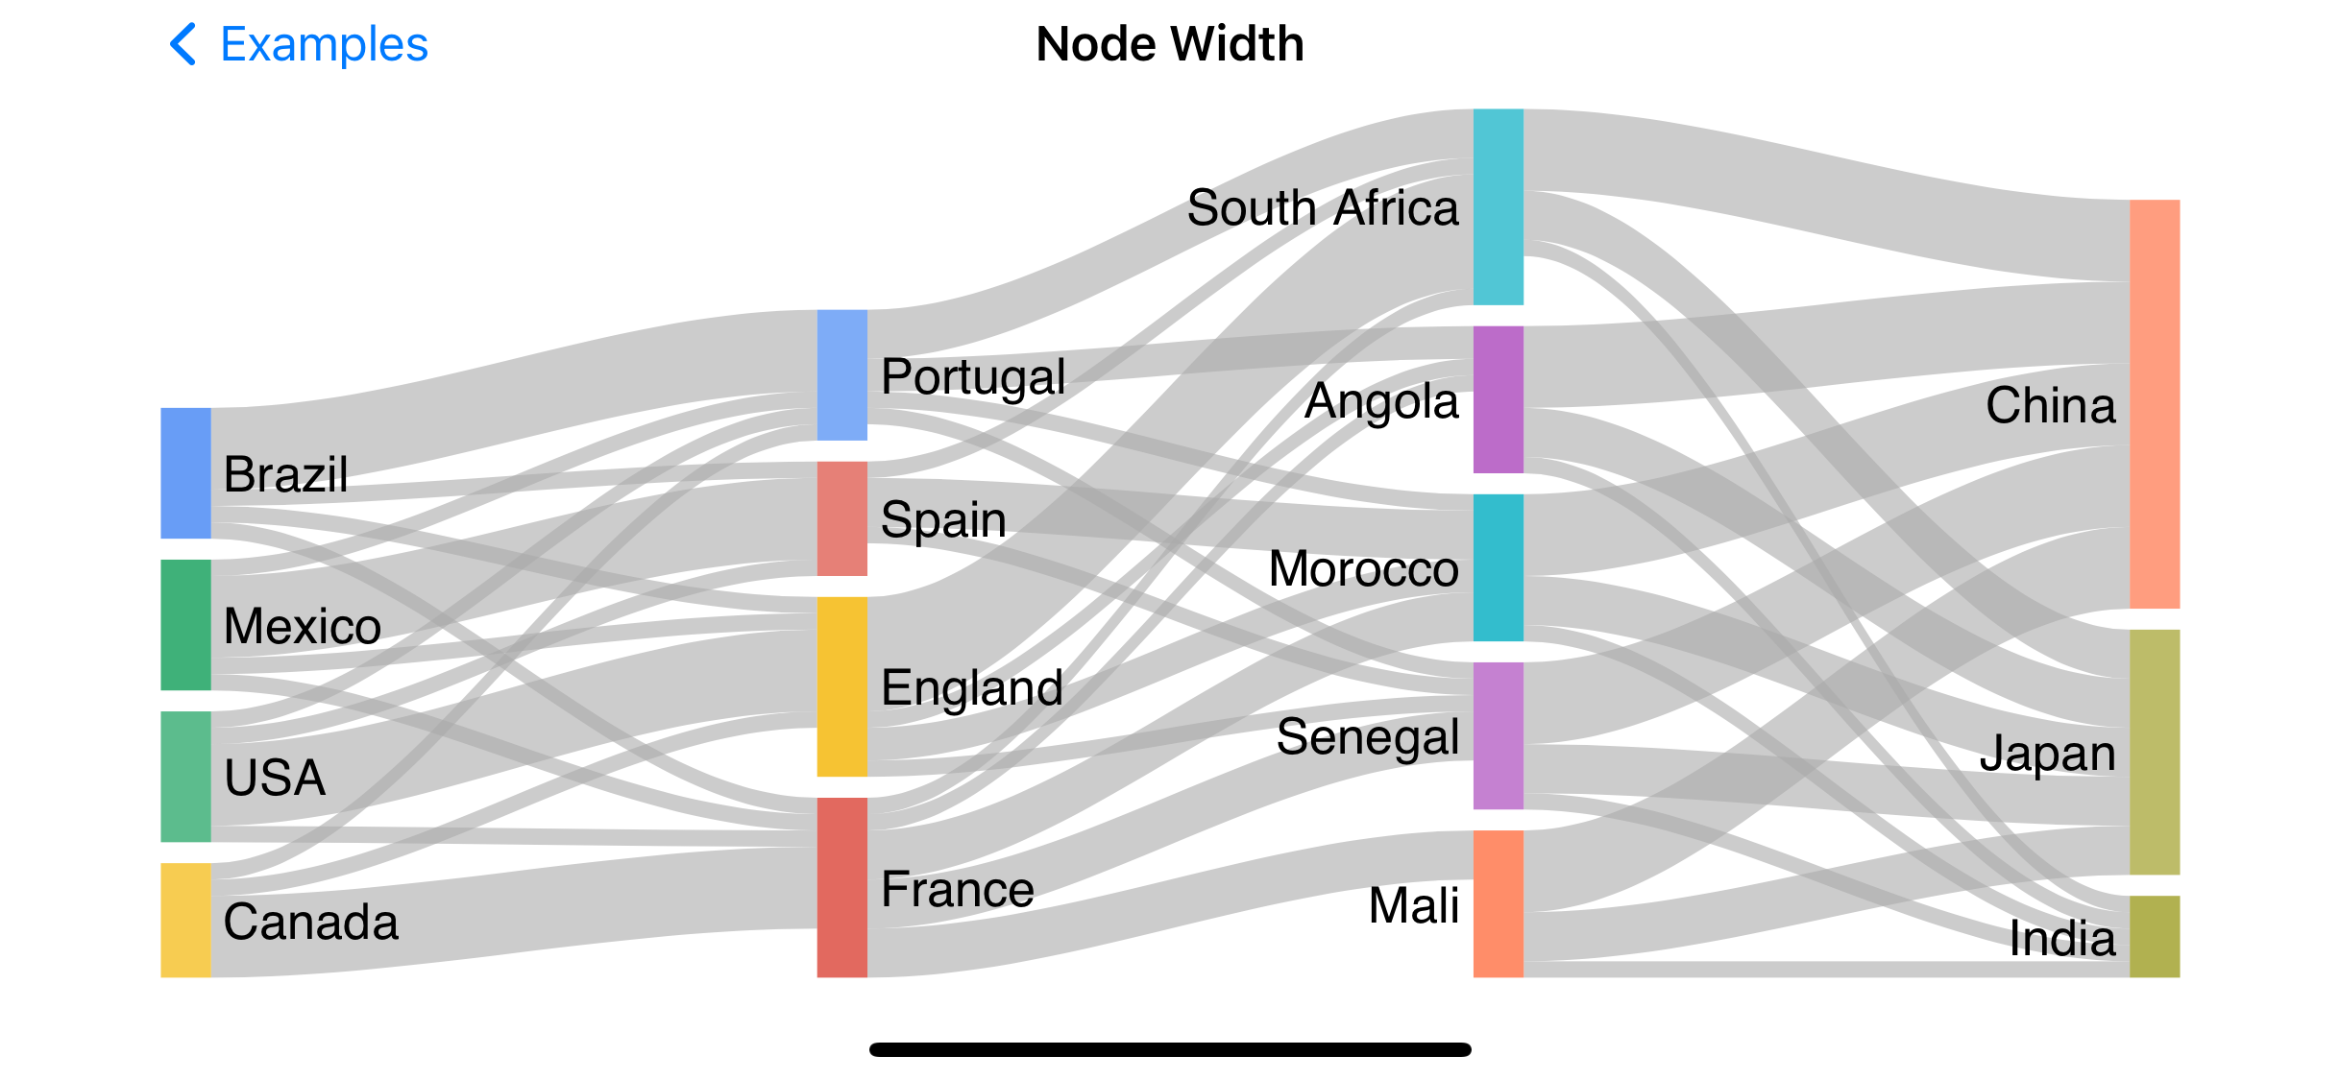 Examples
Node Width
Brazil
Mexico
USA
Canada
Portugal
Spain
England
France
South Africa
Angola
Morocco
Senegal
Mali
China
Japan
India